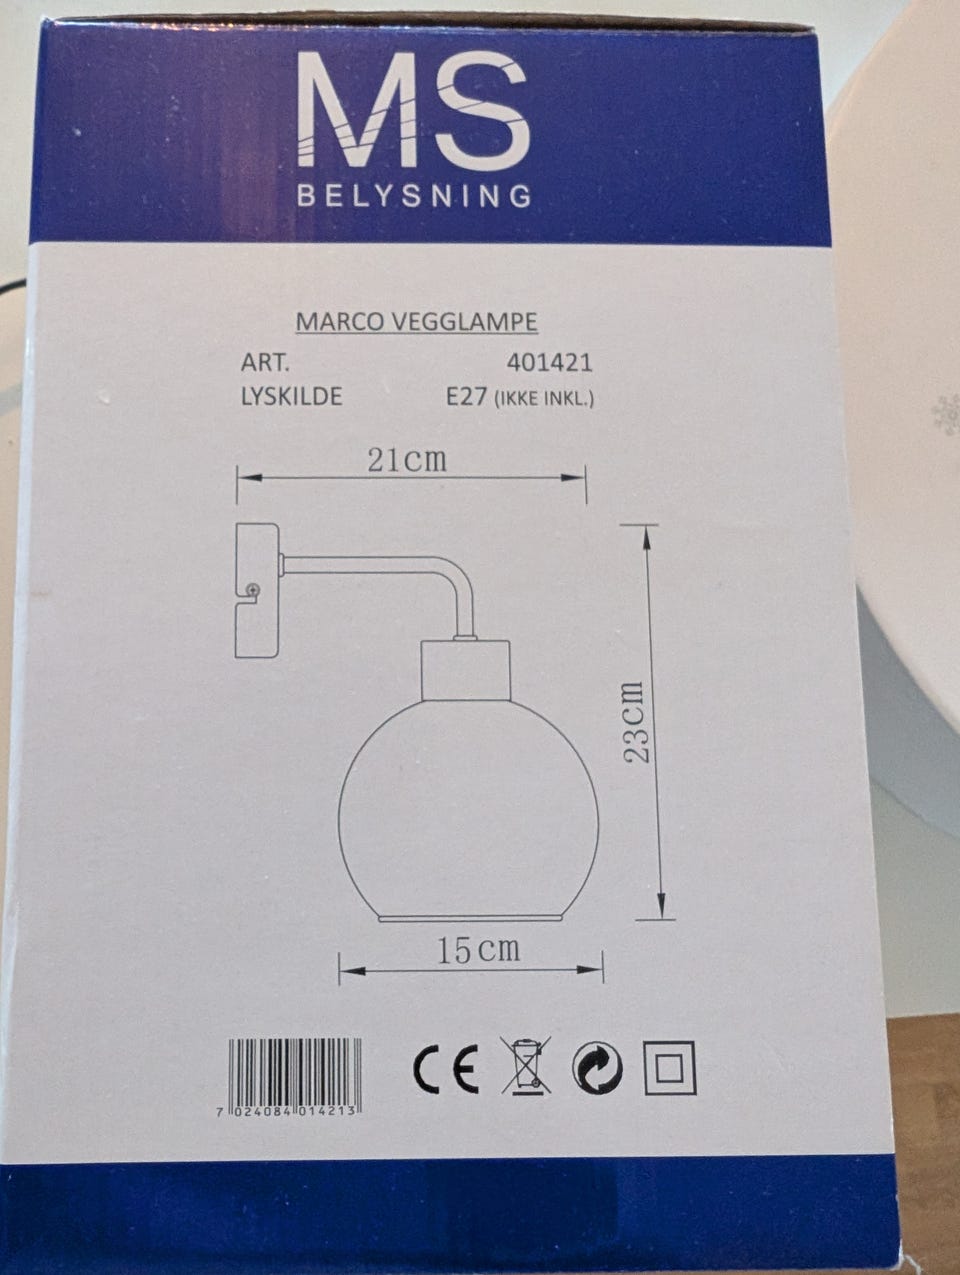 MS
BELYSNING
MARCO VEGGLAMPE
ART. 401421
LYSKILDE E27 (IKKE INKL.)
21cm
23cm
15cm
CE
7 024084 014213